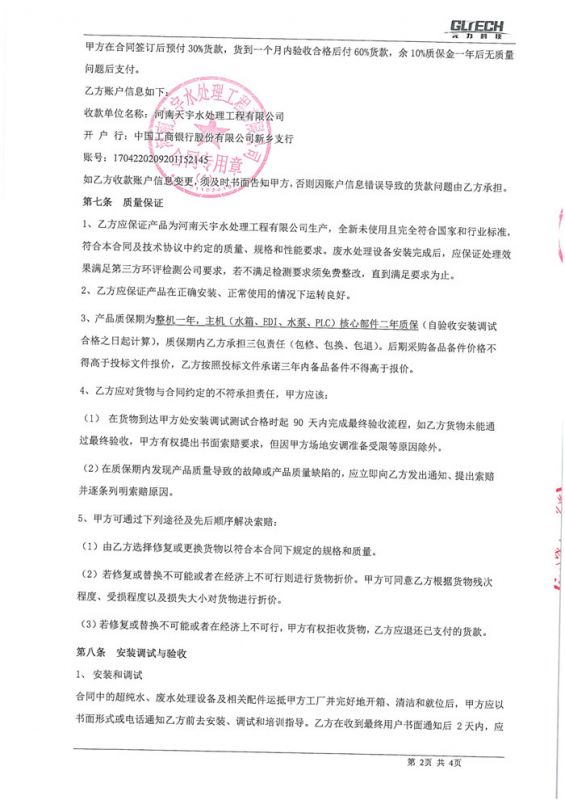 GLTECH
光力科技
甲方在合同签订后预付 30%货款，货到一个月内验收合格后付 60%货款，余 10%质保金一年后无质量
问题后支付。
乙方账户信息如下：
收款单位名称：河南天宇水处理工程有限公司
开 户 行：中国工商银行股份有限公司新乡支行
账号：1704220209201152145
如乙方收款账户信息变更，须及时书面告知甲方，否则因账户信息错误导致的货款问题由乙方承担。
第七条 质量保证
1、乙方应保证产品为河南天宇水处理工程有限公司生产，全新未使用且完全符合国家和行业标准，
符合本合同及技术协议中约定的质量、规格和性能要求。废水处理设备安装完成后，应保证处理效
果满足第三方环评检测公司要求，若不满足检测要求须免费整改，直到满足要求为止。
2、乙方应保证产品在正确安装、正常使用的情况下运转良好。
3、产品质保期为整机一年，主机（水箱、EDI、水泵、PLC）核心部件二年质保（自验收安装调试
合格之日起计算），质保期内乙方承担三包责任（包修、包换、包退）。后期采购备品备件价格不
得高于投标文件报价，乙方按照投标文件承诺三年内备品备件不得高于报价。
4、乙方应对货物与合同约定的不符承担责任，甲方应该：
（1） 在货物到达甲方处安装调试测试合格时起 90 天内完成最终验收流程，如乙方货物未能通
过最终验收，甲方有权提出书面索赔要求，但因甲方场地安调准备受限等原因除外。
（2）在质保期内发现产品质量导致的故障或产品质量缺陷的，应立即向乙方发出通知、提出索赔
并逐条列明索赔原因。
5、甲方可通过下列途径及先后顺序解决索赔：
（1）由乙方选择修复或更换货物以符合本合同下规定的规格和质量。
（2）若修复或替换不可能或者在经济上不可行则进行货物折价。甲方可同意乙方根据货物残次
程度、受损程度以及损失大小对货物进行折价。
（3）若修复或替换不可能或者在经济上不可行，甲方有权拒收货物，乙方应退还已支付的货款。
第八条 安装调试与验收
1、 安装和调试
合同中的超纯水、废水处理设备及相关配件运抵甲方工厂并完好地开箱、清洁和就位后，甲方应以
书面形式或电话通知乙方前去安装、调试和培训指导。乙方在收到最终用户书面通知后 2 天内，应
第 2页 共 4页
河南天宇水处理工程有限公司
合同专用章